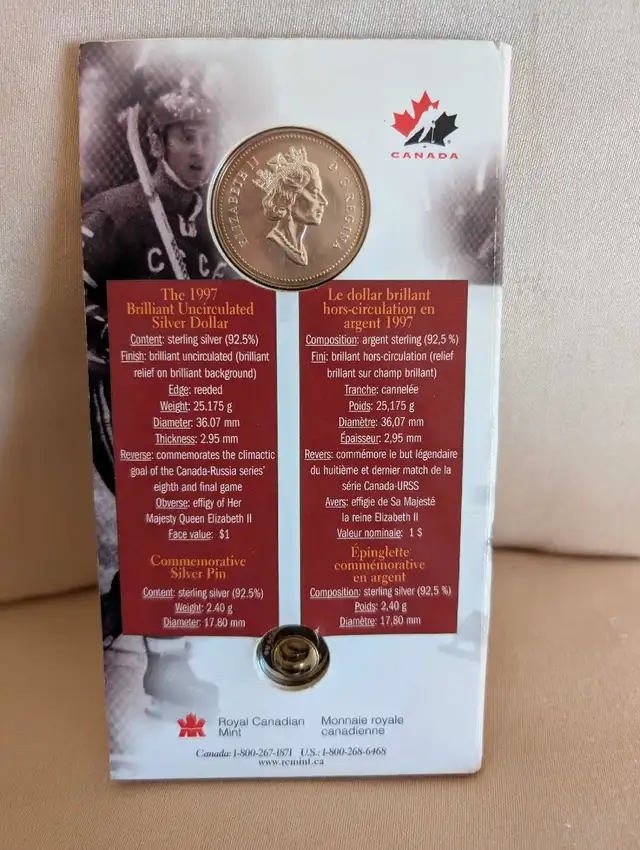 CANADA
ELIZABETH II D·G·REGINA
CCC
The 1997
Brilliant Uncirculated
Silver Dollar
Content: sterling silver (92.5%)
Finish: brilliant uncirculated (brilliant
relief on brilliant background)
Edge: reeded
Weight: 25.175 g
Diameter: 36.07 mm
Thickness: 2.95 mm
Reverse: commemorates the climactic
goal of the Canada-Russia series'
eighth and final game
Obverse: effigy of Her
Majesty Queen Elizabeth II
Face value: $1
Commemorative
Silver Pin
Content: sterling silver (92.5%)
Weight: 2.40 g
Diameter: 17.80 mm
Le dollar brillant
hors-circulation en
argent 1997
Composition: argent sterling (92,5 %)
Fini: brillant hors-circulation (relief
brillant sur champ brillant)
Tranche: cannelée
Poids: 25,175 g
Diamètre: 36,07 mm
Épaisseur: 2,95 mm
Revers: commémore le but légendaire
du huitième et dernier match de la
série Canada-URSS
Avers: effigie de Sa Majesté
la reine Elizabeth II
Valeur nominale: 1 $
Épinglette
commémorative
en argent
Composition: sterling silver (92,5 %)
Poids: 2,40 g
Diamètre: 17,80 mm
Royal Canadian
Mint
Monnaie royale
canadienne
Canada: 1-800-267-1871 U.S.: 1-800-268-6468
www.rcmint.ca